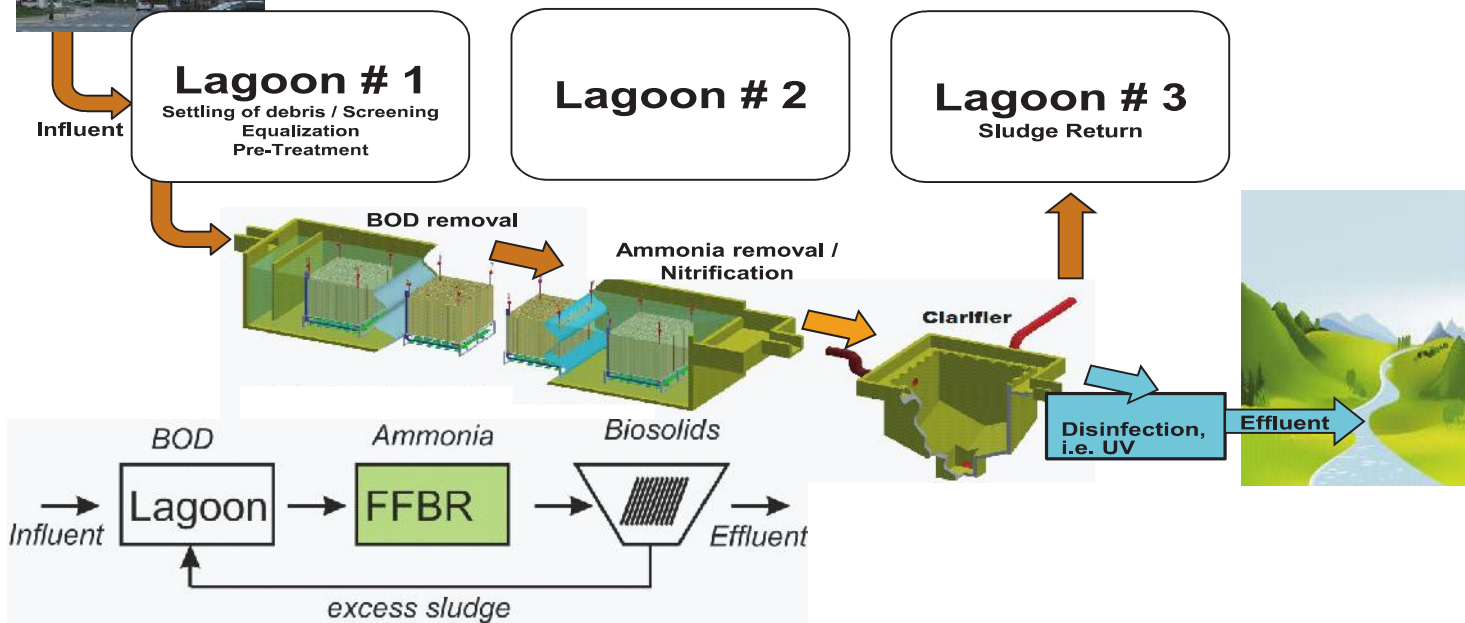 Lagoon # 1
Settling of debris / Screening
Equalization
Pre-Treatment
Lagoon # 2
Lagoon # 3
Sludge Return
Influent
BOD removal
Ammonia removal /
Nitrification
Clarifier
Disinfection,
i.e. UV
Effluent
BOD
Ammonia
Biosolids
Influent
Lagoon
FFBR
Effluent
excess sludge